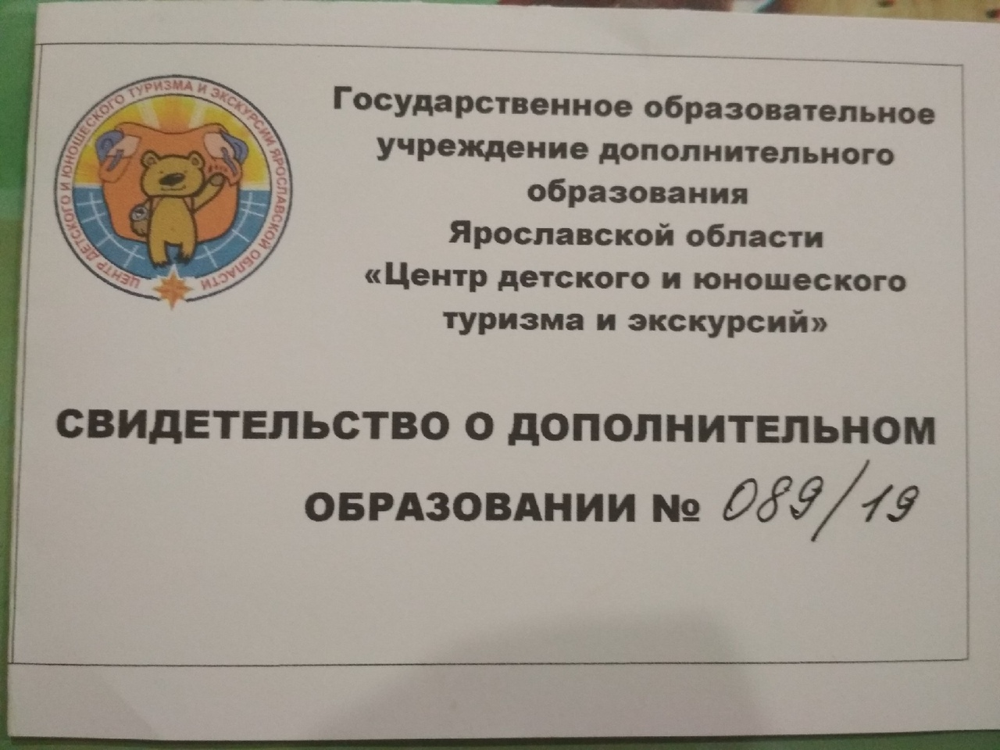 ЦЕНТР ДЕТСКОГО И ЮНОШЕСКОГО ТУРИЗМА И ЭКСКУРСИИ ЯРОСЛАВСКОЙ ОБЛАСТИ
Государственное образовательное
учреждение дополнительного
образования
Ярославской области
«Центр детского и юношеского
туризма и экскурсий»
СВИДЕТЕЛЬСТВО О ДОПОЛНИТЕЛЬНОМ
ОБРАЗОВАНИИ № 089/19